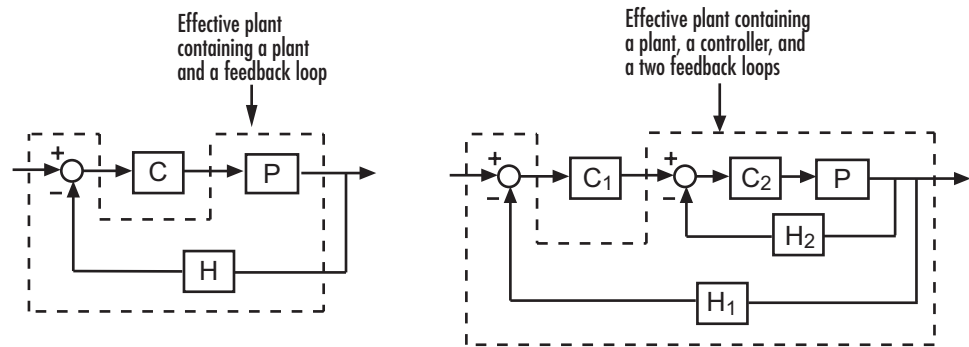 Effective plant
containing a plant
and a feedback loop
+
−
C
P
H
Effective plant containing
a plant, a controller, and
a two feedback loops
+
−
C1
+
−
C2
P
H2
H1